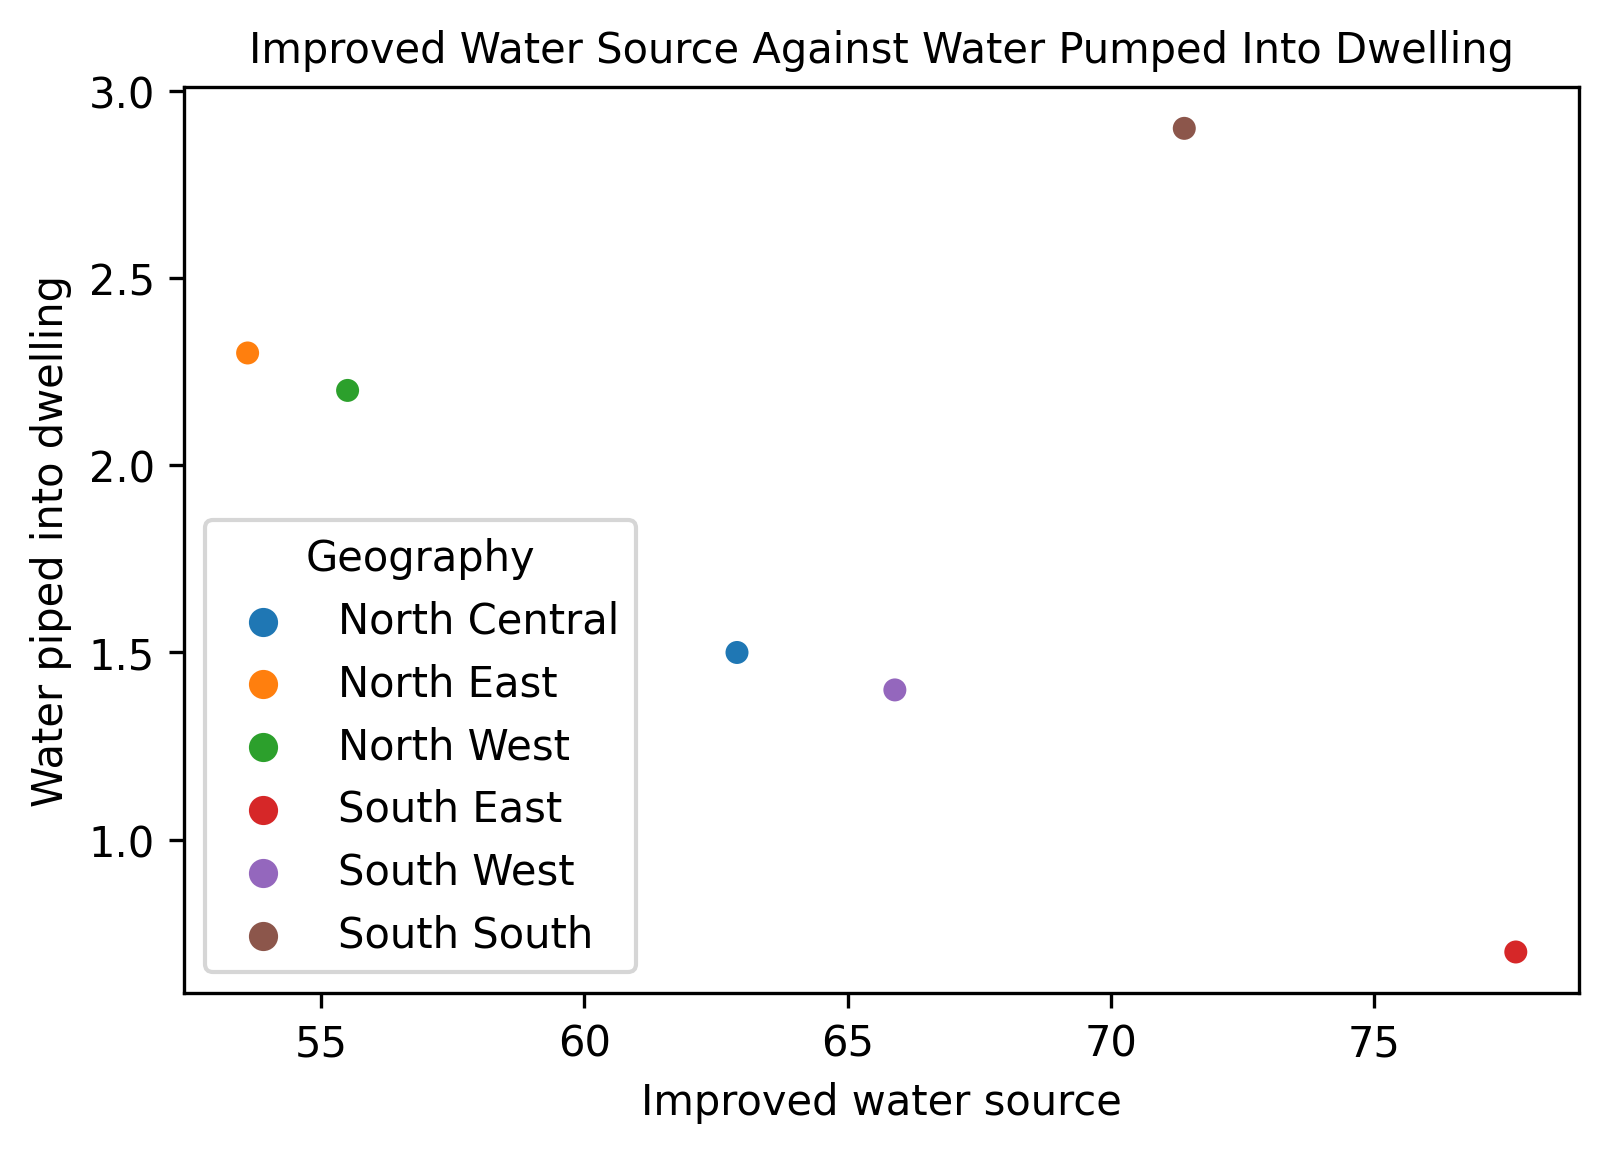 Improved Water Source Against Water Pumped Into Dwelling
3.0
2.5
2.0
1.5
1.0
Water piped into dwelling
Geography
North Central
North East
North West
South East
South West
South South
55 60 65 70 75
Improved water source